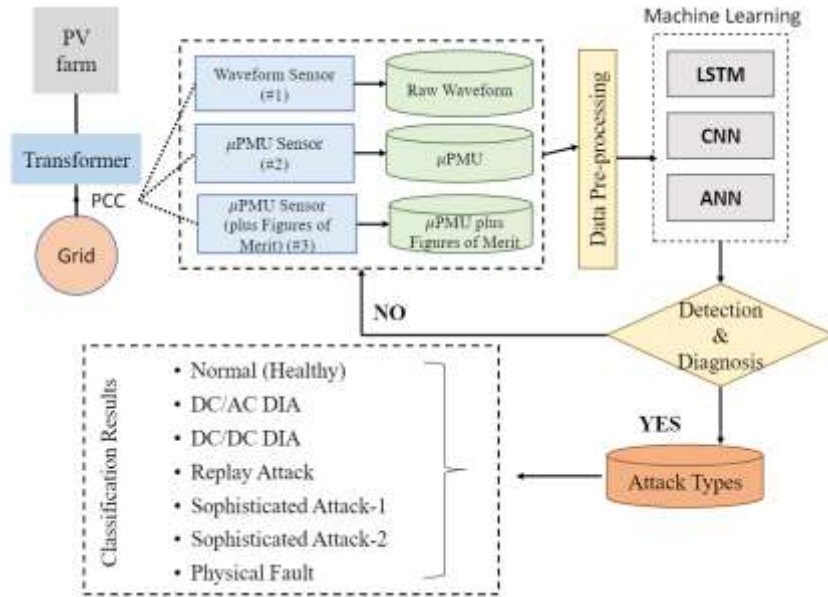 PV
farm
Transformer
PCC
Grid
Waveform Sensor
(#1)
Raw Waveform
μPMU Sensor
(#2)
μPMU
μPMU Sensor
(plus Figures of
Merit) (#3)
μPMU plus
Figures of Merit
Data Pre-processing
Machine Learning
LSTM
CNN
ANN
Detection
&
Diagnosis
NO
YES
Attack Types
Classification Results
• Normal (Healthy)
• DC/AC DIA
• DC/DC DIA
• Replay Attack
• Sophisticated Attack-1
• Sophisticated Attack-2
• Physical Fault